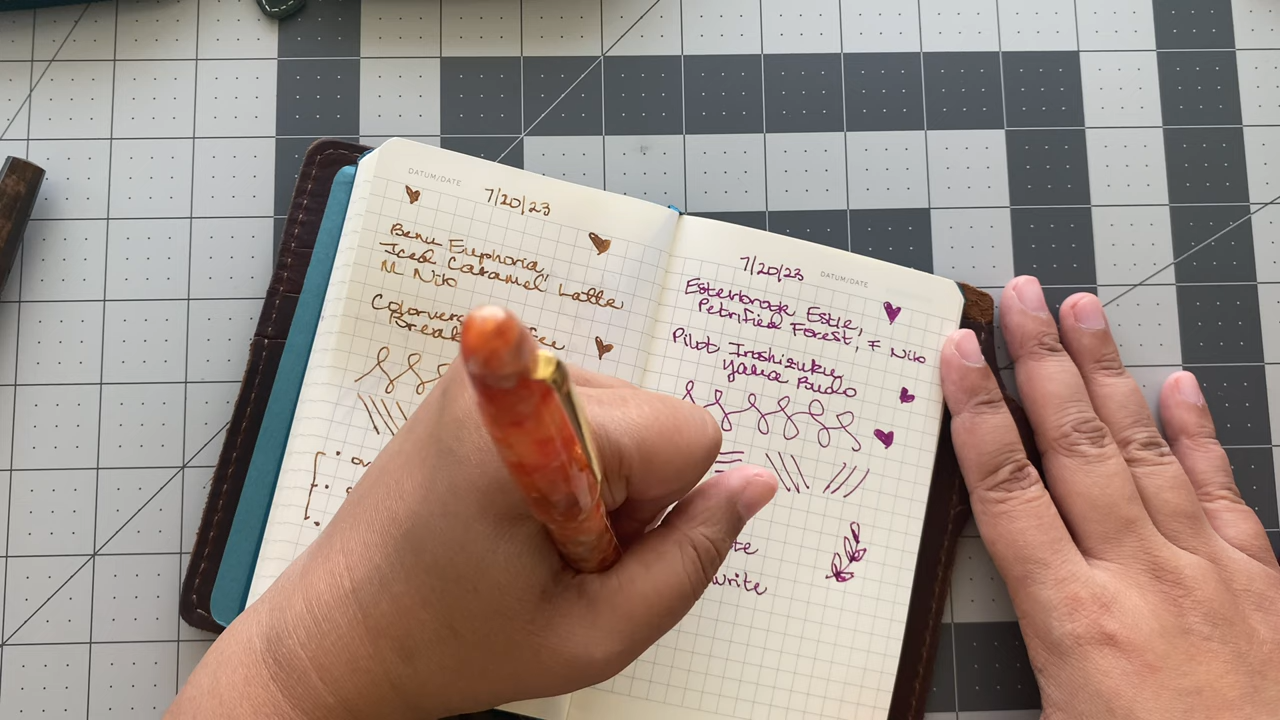 DATUM/DATE
7/20/23
Benu Euphoria,
Iced Caramel Latte
M Nib
7/20/23
DATUM/DATE
Esterbrook Estie,
Petrified Forest, F Nib
Pilot Iroshizuku
Yama Budo
write